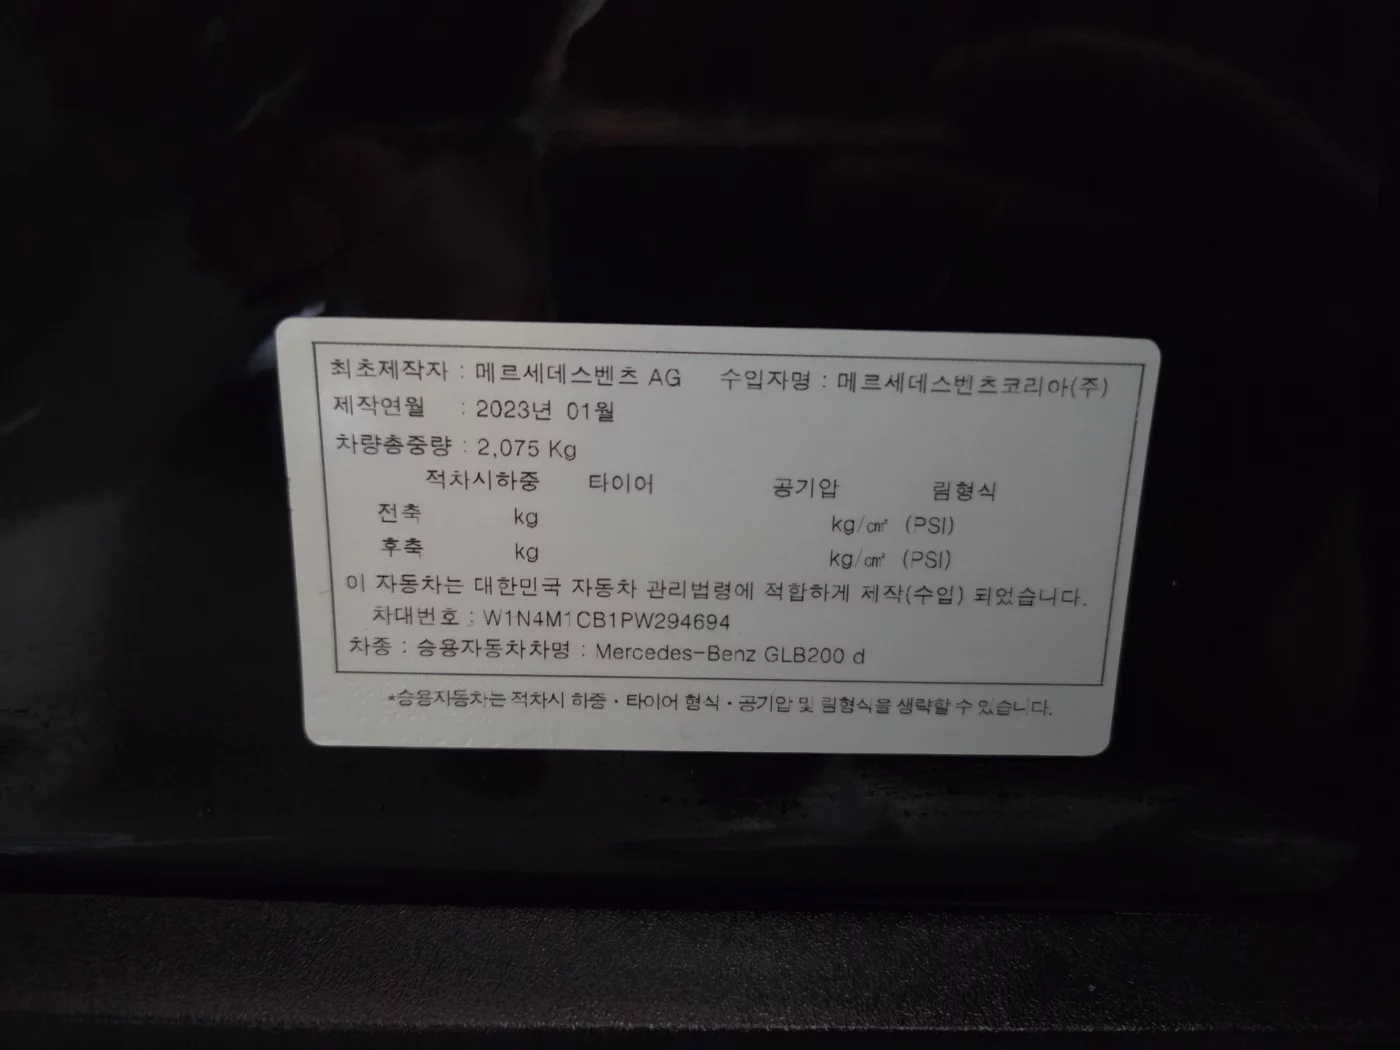 최초제작자 : 메르세데스벤츠 AG 수입자명 : 메르세데스벤츠코리아(주)
제작연월 : 2023년 01월
차량총중량 : 2,075 Kg
적차시하중 타이어 공기압 림형식
전축 kg kg/㎠ (PSI)
후축 kg kg/㎠ (PSI)
이 자동차는 대한민국 자동차 관리법령에 적합하게 제작(수입) 되었습니다.
차대번호 : W1N4M1CB1PW294694
차종 : 승용자동차차명 : Mercedes-Benz GLB200 d
*승용자동차는 적차시 하중·타이어 형식·공기압 및 림형식을 생략할 수 있습니다.